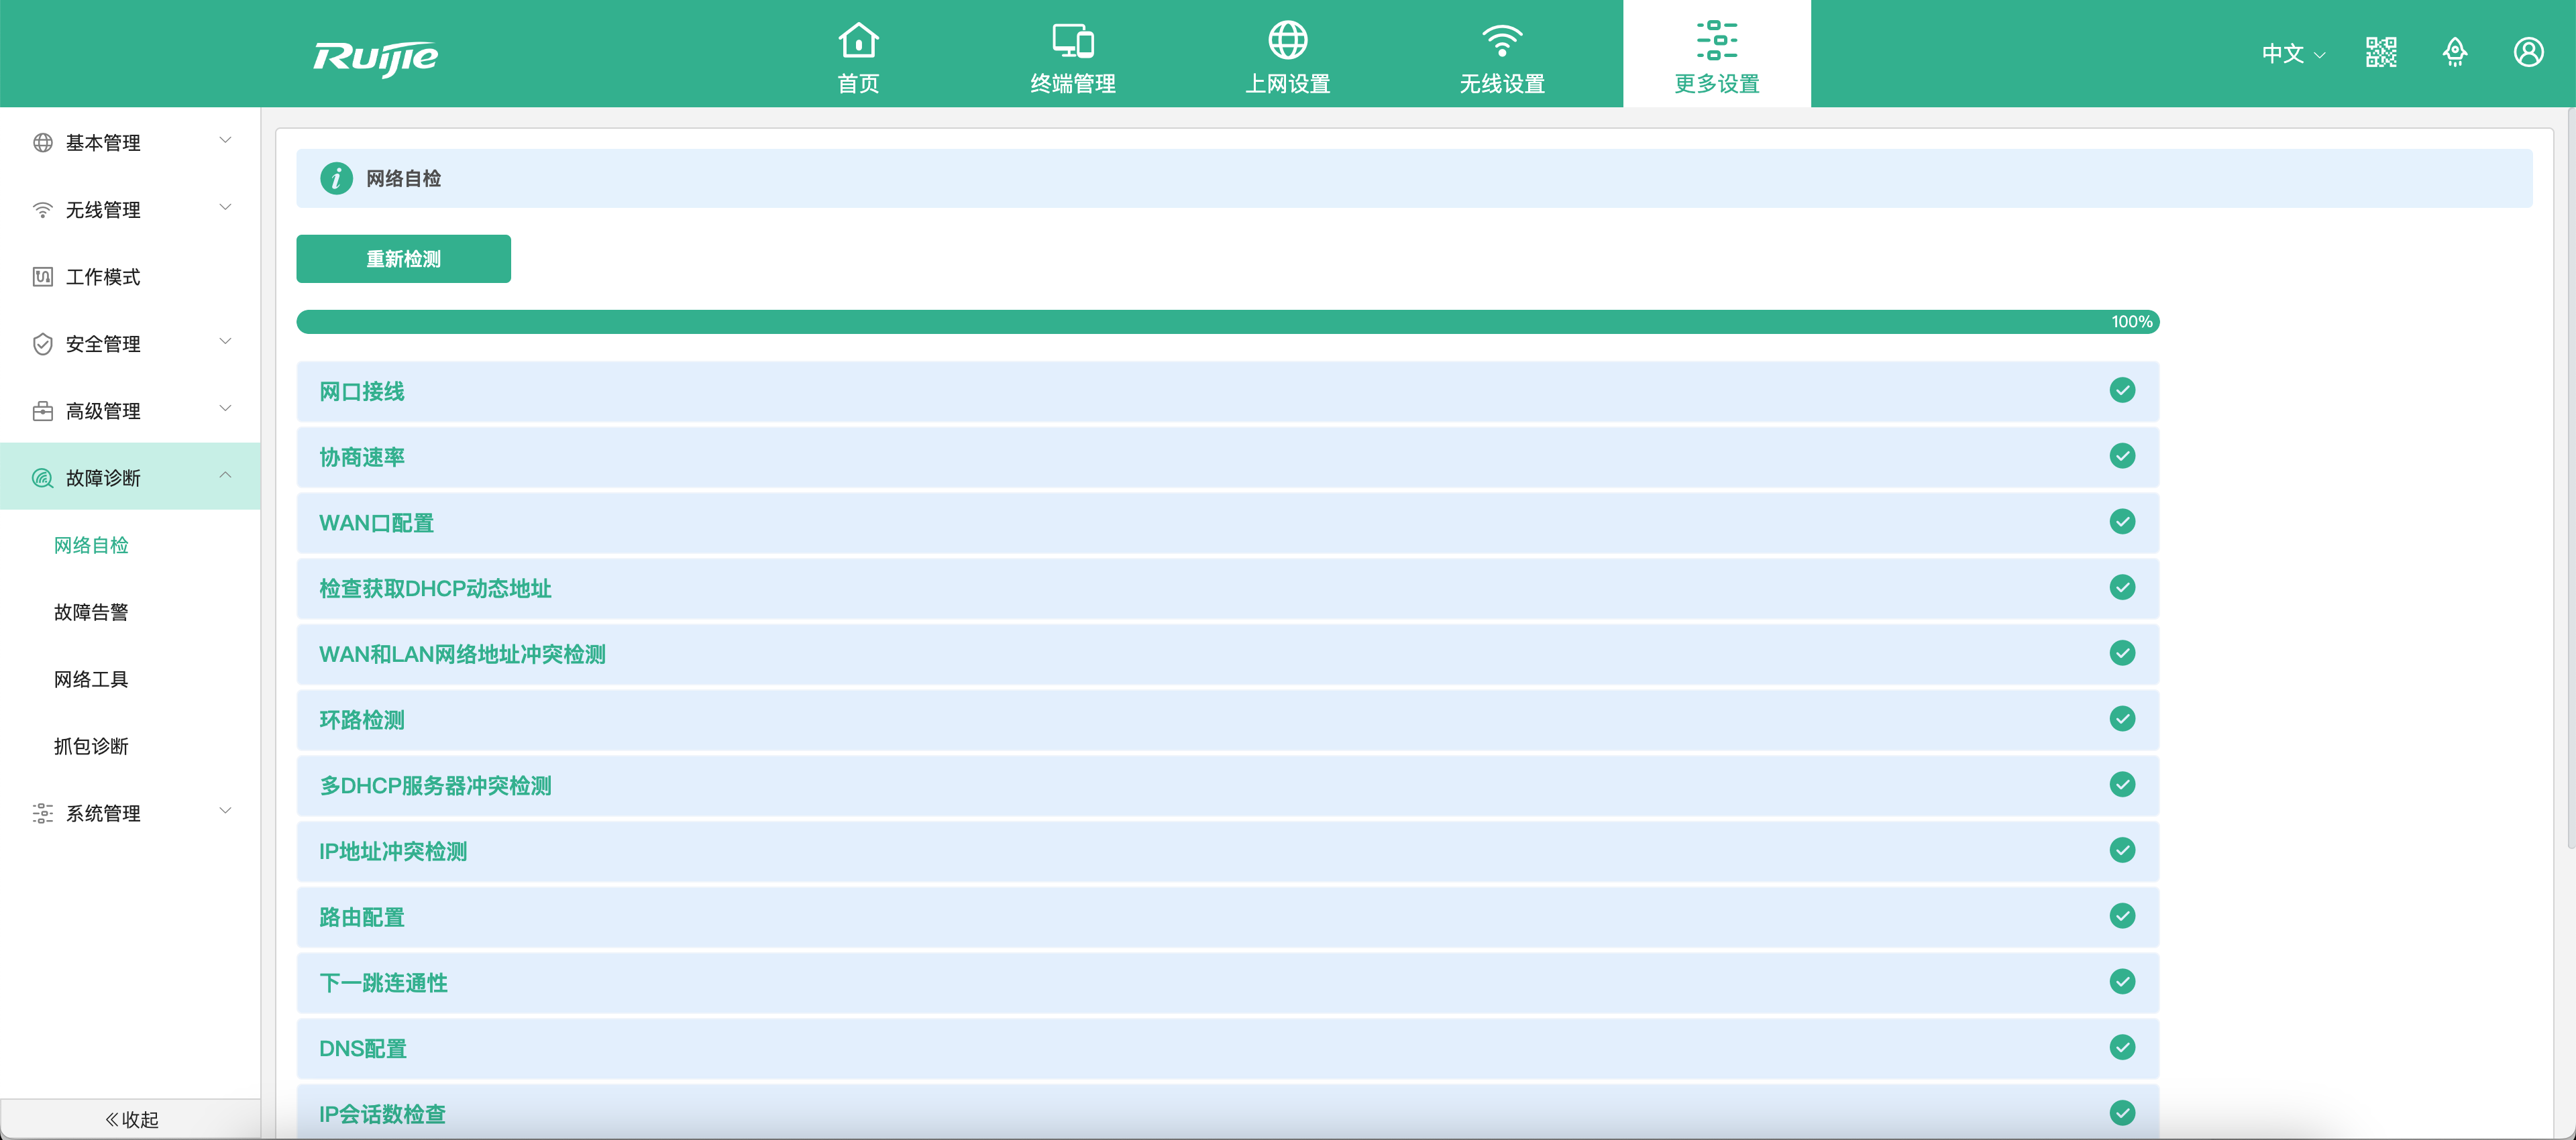 Ruijie
首页
终端管理
上网设置
无线设置
更多设置
中文
基本管理
无线管理
工作模式
安全管理
高级管理
故障诊断
网络自检
故障告警
网络工具
抓包诊断
系统管理
收起
网络自检
重新检测
100%
网口接线
协商速率
WAN口配置
检查获取DHCP动态地址
WAN和LAN网络地址冲突检测
环路检测
多DHCP服务器冲突检测
IP地址冲突检测
路由配置
下一跳连通性
DNS配置
IP会话数检查